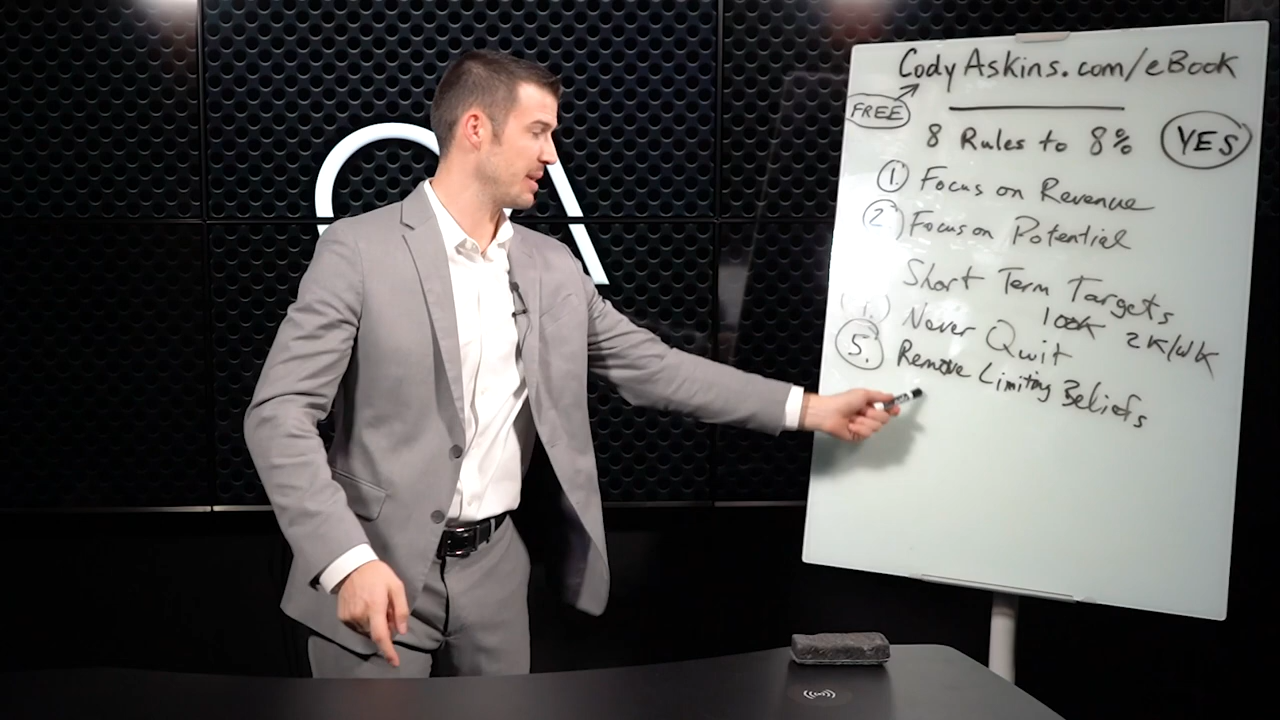 CodyAskins.com/eBook
FREE
8 Rules to 8%
YES
1. Focus on Revenue
2. Focus on Potential
Short Term Targets
100K 2K/WK
Never Quit
5. Remove Limiting Beliefs
CA